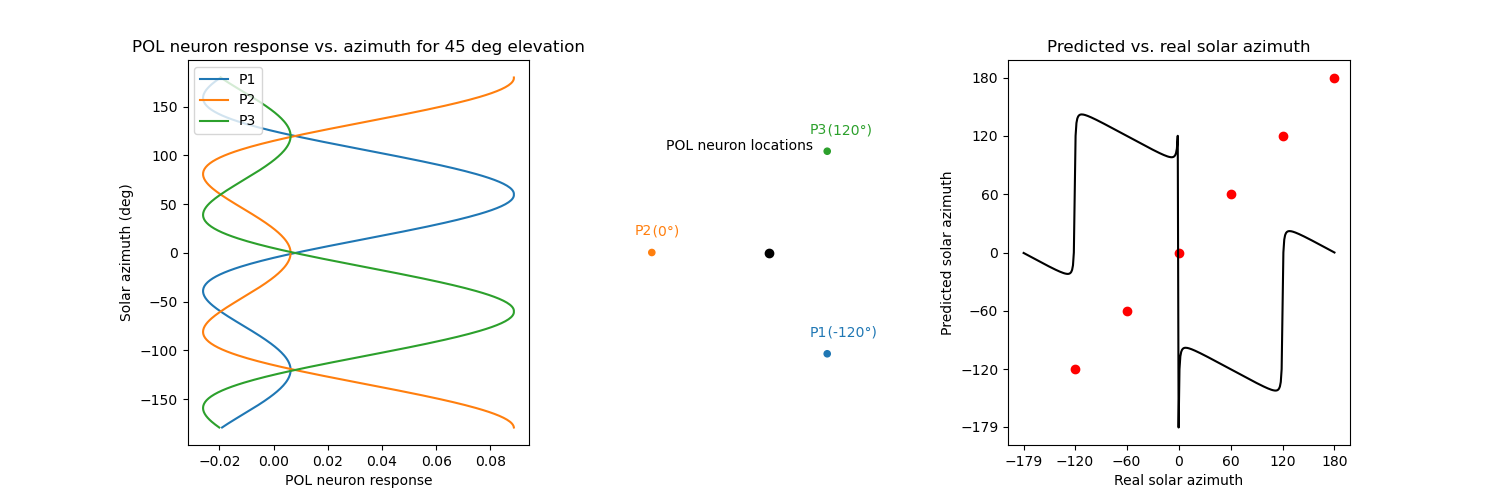 POL neuron response vs. azimuth for 45 deg elevation
P1
P2
P3
150
100
50
0
−50
−100
−150
Solar azimuth (deg)
−0.02 0.00 0.02 0.04 0.06 0.08
POL neuron response
P3(120°)
POL neuron locations
P2(0°)
P1(-120°)
Predicted vs. real solar azimuth
180
120
60
0
−60
−120
−179
Predicted solar azimuth
−179 −120 −60 0 60 120 180
Real solar azimuth